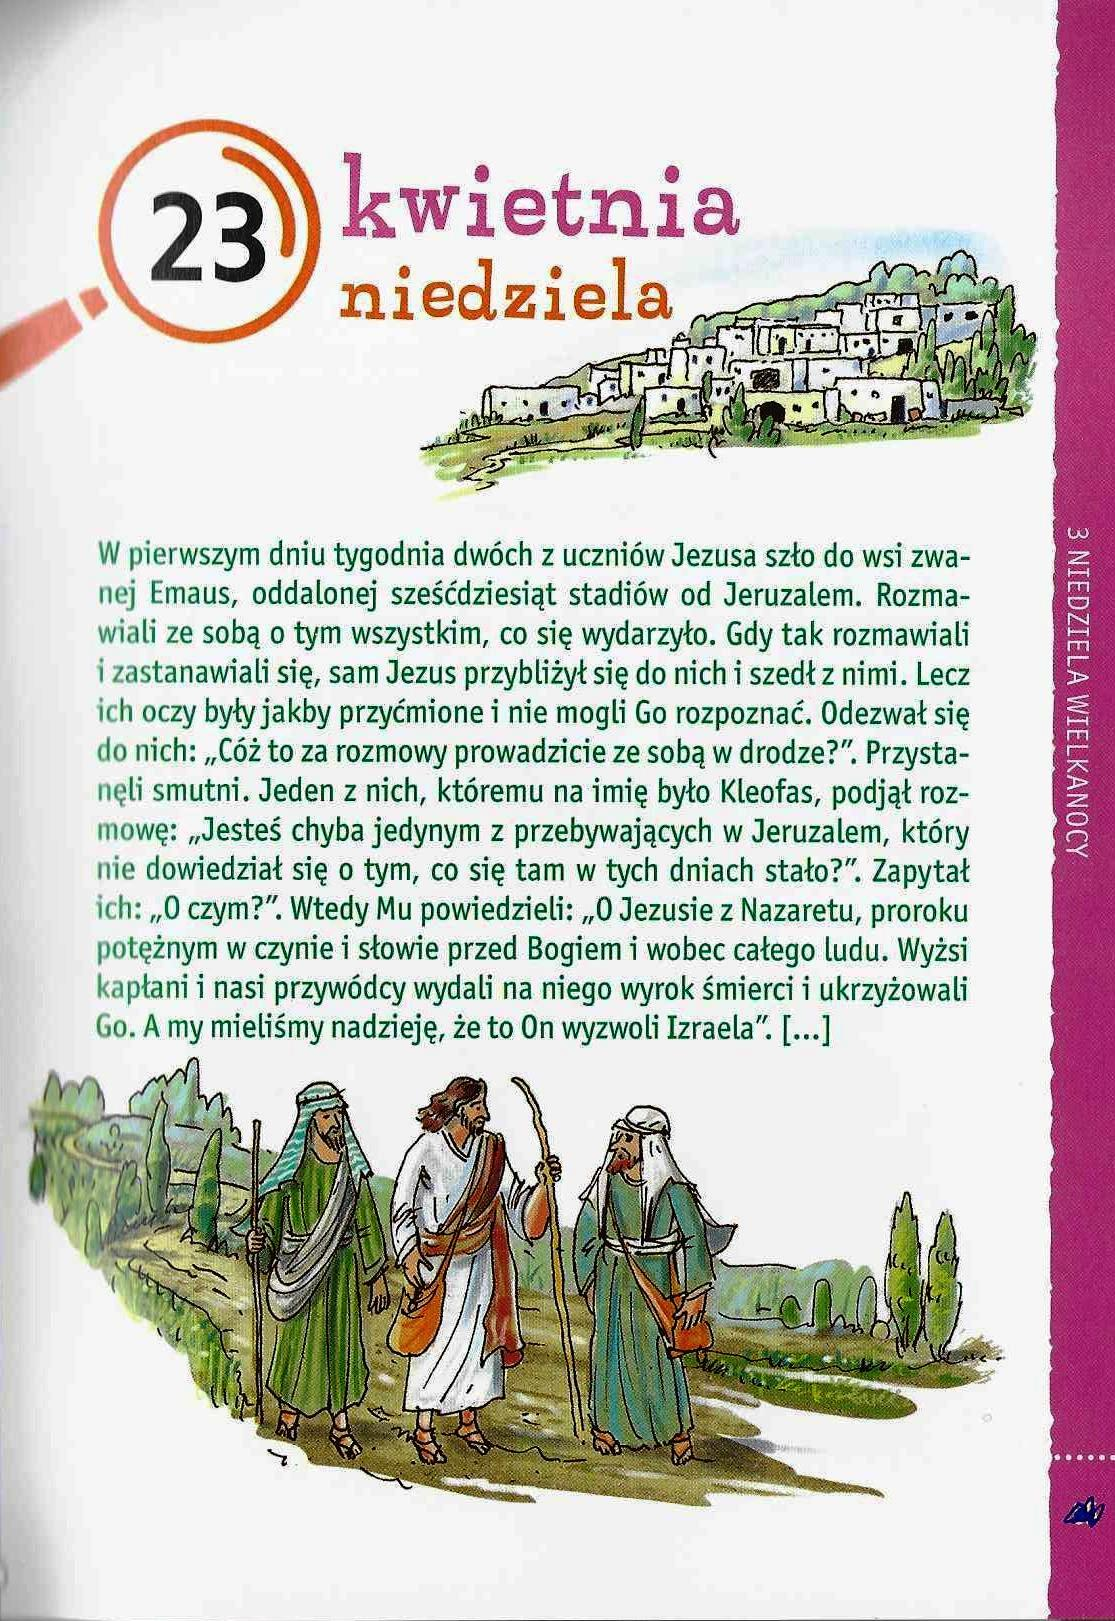 23
kwietnia
niedziela
W pierwszym dniu tygodnia dwóch z uczniów Jezusa szło do wsi zwa-
nej Emaus, oddalonej sześćdziesiąt stadiów od Jeruzalem. Rozma-
wiali ze sobą o tym wszystkim, co się wydarzyło. Gdy tak rozmawiali
i zastanawiali się, sam Jezus przybliżył się do nich i szedł z nimi. Lecz
ich oczy były jakby przyćmione i nie mogli Go rozpoznać. Odezwał się
do nich: „Cóż to za rozmowy prowadzicie ze sobą w drodze?”. Przysta-
nęli smutni. Jeden z nich, któremu na imię było Kleofas, podjął roz-
mowę: „Jesteś chyba jedynym z przebywających w Jeruzalem, który
nie dowiedział się o tym, co się tam w tych dniach stało?”. Zapytał
ich: „O czym?”. Wtedy Mu powiedzieli: „O Jezusie z Nazaretu, proroku
potężnym w czynie i słowie przed Bogiem i wobec całego ludu. Wyżsi
kapłani i nasi przywódcy wydali na niego wyrok śmierci i ukrzyżowali
Go. A my mieliśmy nadzieję, że to On wyzwoli Izraela”. [...]
3 NIEDZIELA WIELKANOCY